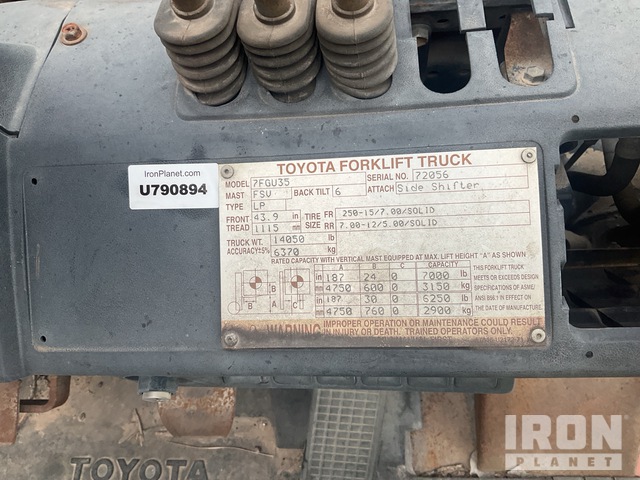 IronPlanet.com
U790894
TOYOTA FORKLIFT TRUCK
MODEL 7FGU35 SERIAL NO. 72056
MAST FSV BACK TILT 6 ATTACH Side Shifter
TYPE LP
FRONT 43.9 in TIRE FR 250-15/7.00/SOLID
TREAD 1115 mm SIZE RR 7.00-12/5.00/SOLID
TRUCK WT. 14050 lb
ACCURACY±5% 6370 kg
RATED CAPACITY WITH VERTICAL MAST EQUIPPED AT MAX. LIFT HEIGHT "A" AS SHOWN
A B C CAPACITY
in 187 24 0 7000 lb
mm 4750 600 0 3150 kg
in 187 30 0 6250 lb
mm 4750 760 0 2900 kg
THIS FORKLIFT TRUCK
MEETS OR EXCEEDS DESIGN
SPECIFICATIONS OF ASME/
ANSI B56.1 IN EFFECT ON
THE DATE OF MANUFACTURE.
A
B B
WARNING IMPROPER OPERATION OR MAINTENANCE COULD RESULT
IN INJURY OR DEATH. TRAINED OPERATORS ONLY.
TOYOTA
IRON
PLANET